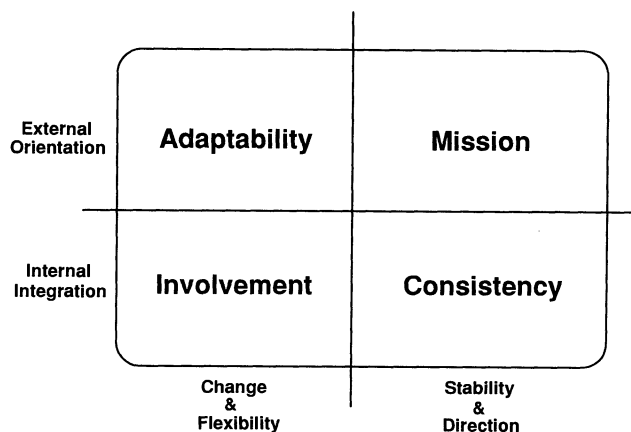 External
Orientation
Adaptability
Mission
Internal
Integration
Involvement
Consistency
Change
&
Flexibility
Stability
&
Direction